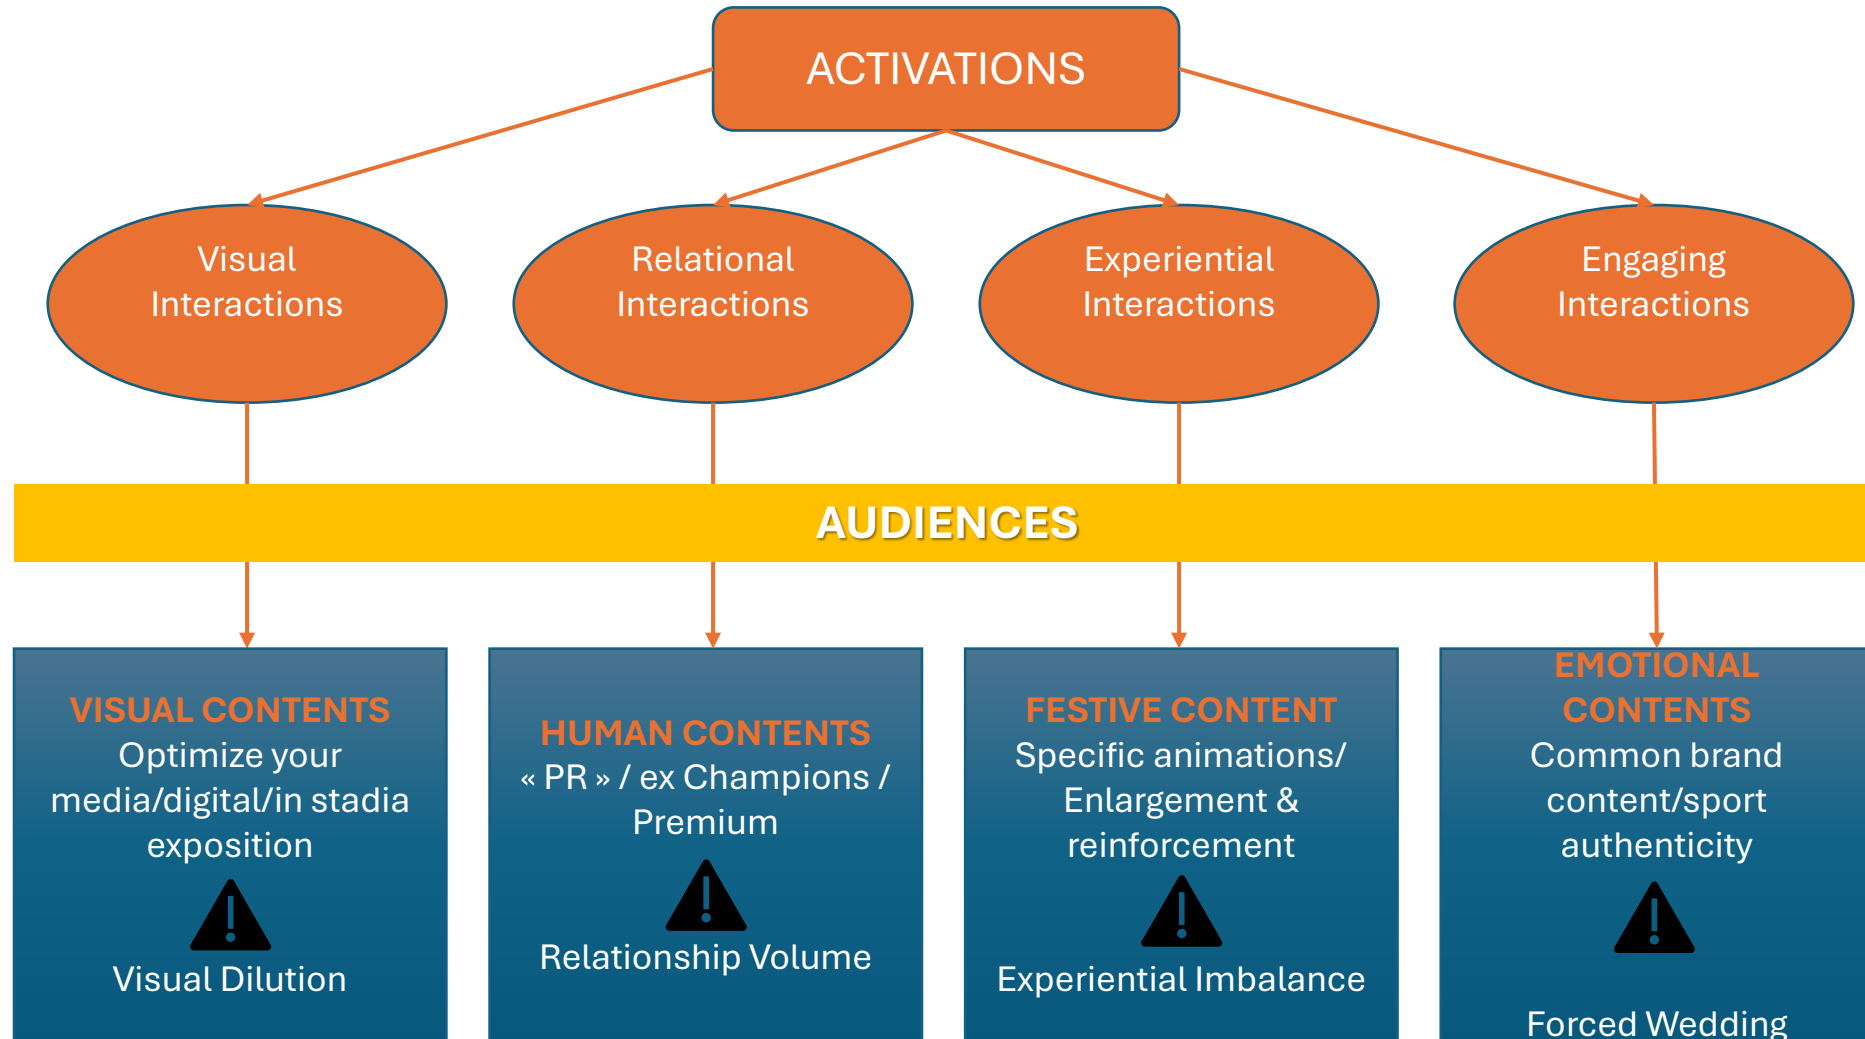 ACTIVATIONS
Visual
Interactions
Relational
Interactions
Experiential
Interactions
Engaging
Interactions
AUDIENCES
VISUAL CONTENTS
Optimize your
media/digital/in stadia
exposition
Visual Dilution
HUMAN CONTENTS
« PR » / ex Champions /
Premium
Relationship Volume
FESTIVE CONTENT
Specific animations/
Enlargement &
reinforcement
Experiential Imbalance
EMOTIONAL
CONTENTS
Common brand
content/sport
authenticity
Forced Wedding